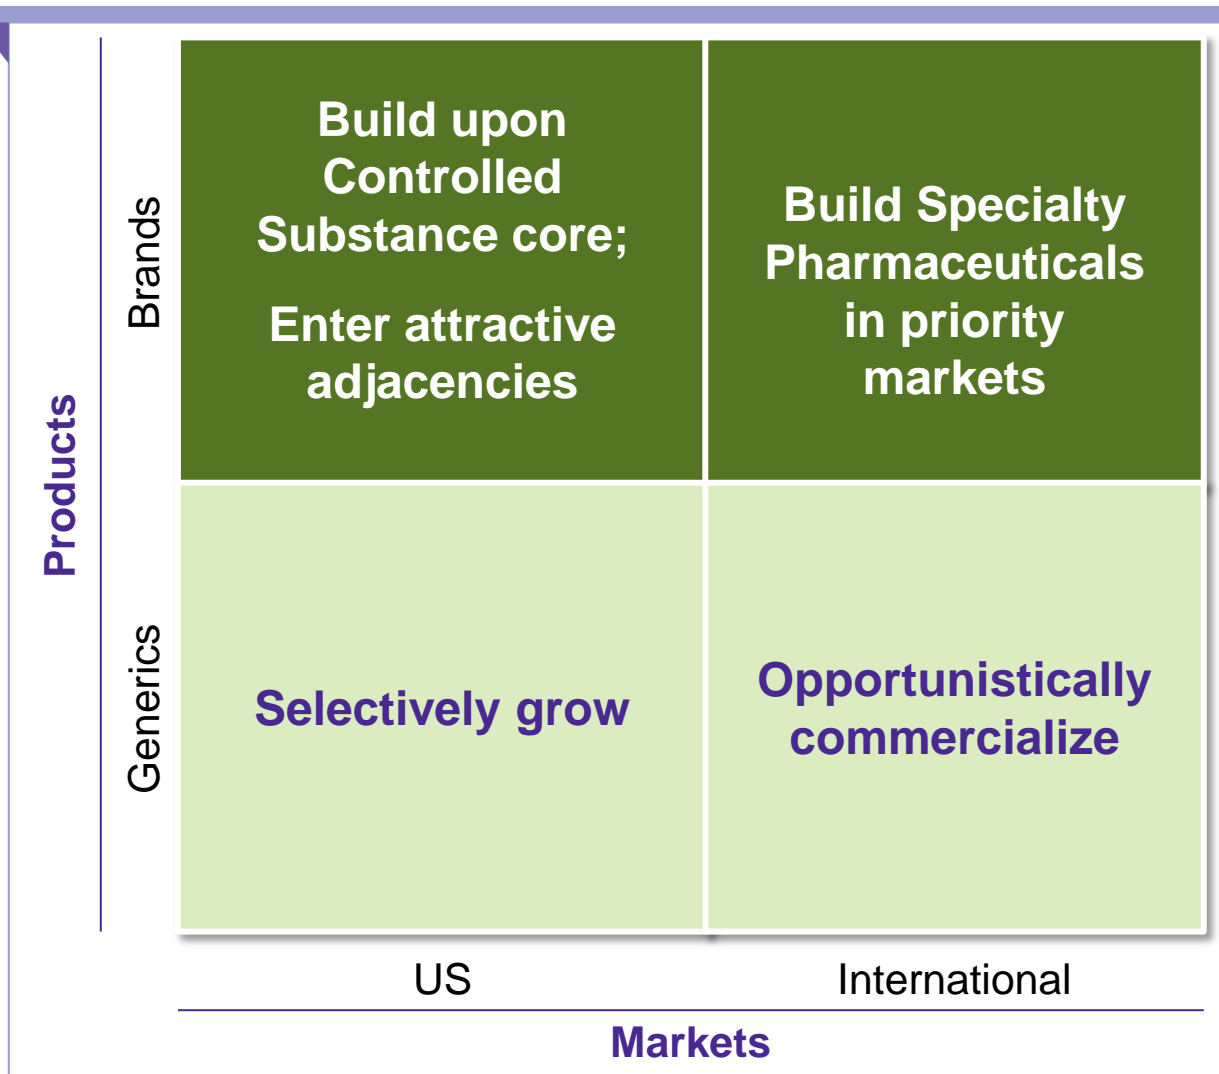 Products
Brands
Build upon
Controlled
Substance core;
Enter attractive
adjacencies
Build Specialty
Pharmaceuticals
in priority
markets
Generics
Selectively grow
Opportunistically
commercialize
US
International
Markets